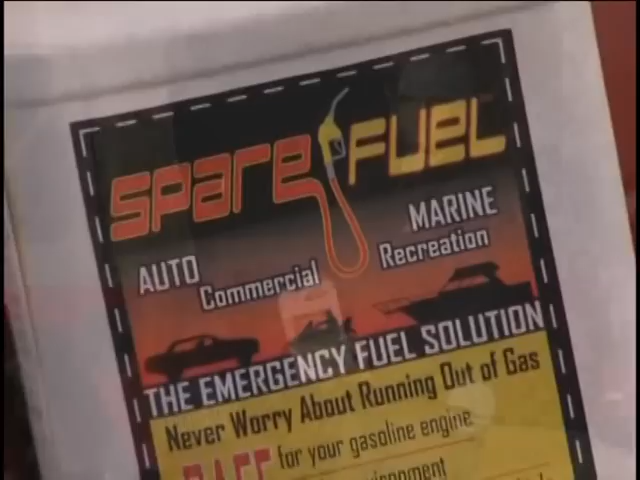 SPARE FUEL
AUTO
Commercial
MARINE
Recreation
THE EMERGENCY FUEL SOLUTION
Never Worry About Running Out of Gas
for your gasoline engine